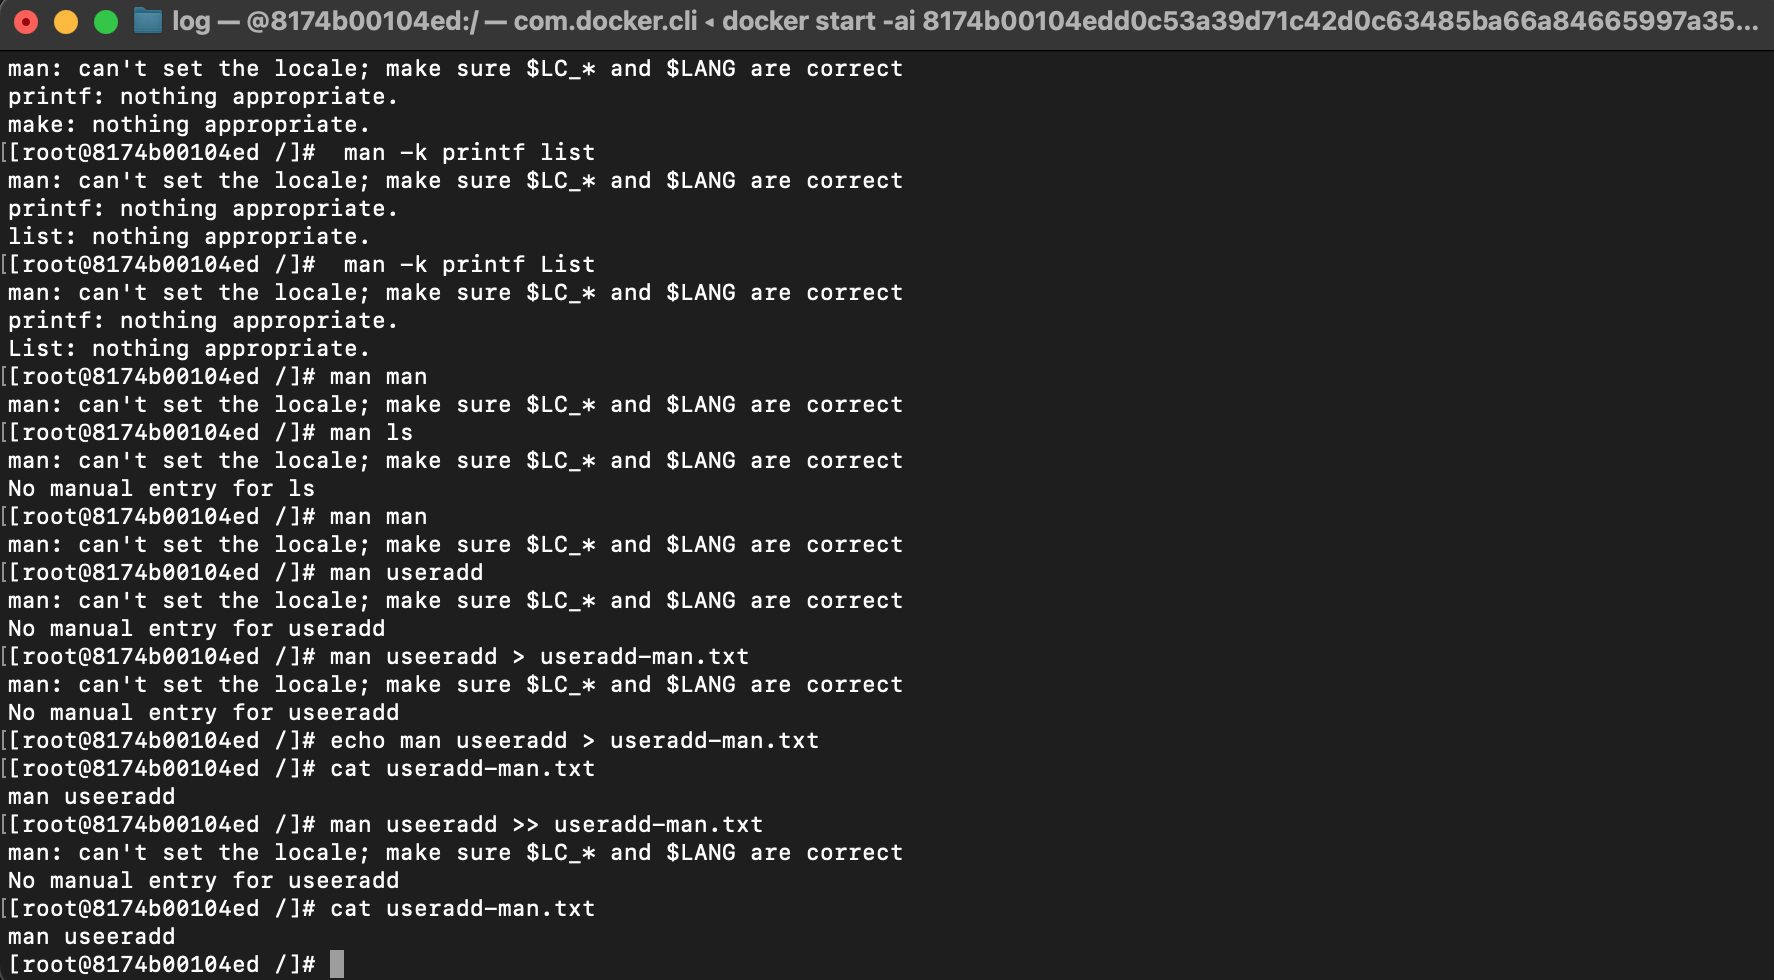 log — @8174b00104ed:/ — com.docker.cli ◂ docker start -ai 8174b00104edd0c53a39d71c42d0c63485ba66a84665997a35...
man: can't set the locale; make sure $LC_* and $LANG are correct
printf: nothing appropriate.
make: nothing appropriate.
[[root@8174b00104ed /]#  man -k printf list
man: can't set the locale; make sure $LC_* and $LANG are correct
printf: nothing appropriate.
list: nothing appropriate.
[[root@8174b00104ed /]#  man -k printf List
man: can't set the locale; make sure $LC_* and $LANG are correct
printf: nothing appropriate.
List: nothing appropriate.
[[root@8174b00104ed /]# man man
man: can't set the locale; make sure $LC_* and $LANG are correct
[[root@8174b00104ed /]# man ls
man: can't set the locale; make sure $LC_* and $LANG are correct
No manual entry for ls
[[root@8174b00104ed /]# man man
man: can't set the locale; make sure $LC_* and $LANG are correct
[[root@8174b00104ed /]# man useradd
man: can't set the locale; make sure $LC_* and $LANG are correct
No manual entry for useradd
[[root@8174b00104ed /]# man useeradd > useradd-man.txt
man: can't set the locale; make sure $LC_* and $LANG are correct
No manual entry for useeradd
[[root@8174b00104ed /]# echo man useeradd > useradd-man.txt
[[root@8174b00104ed /]# cat useradd-man.txt
man useeradd
[[root@8174b00104ed /]# man useeradd >> useradd-man.txt
man: can't set the locale; make sure $LC_* and $LANG are correct
No manual entry for useeradd
[[root@8174b00104ed /]# cat useradd-man.txt
man useeradd
[root@8174b00104ed /]#